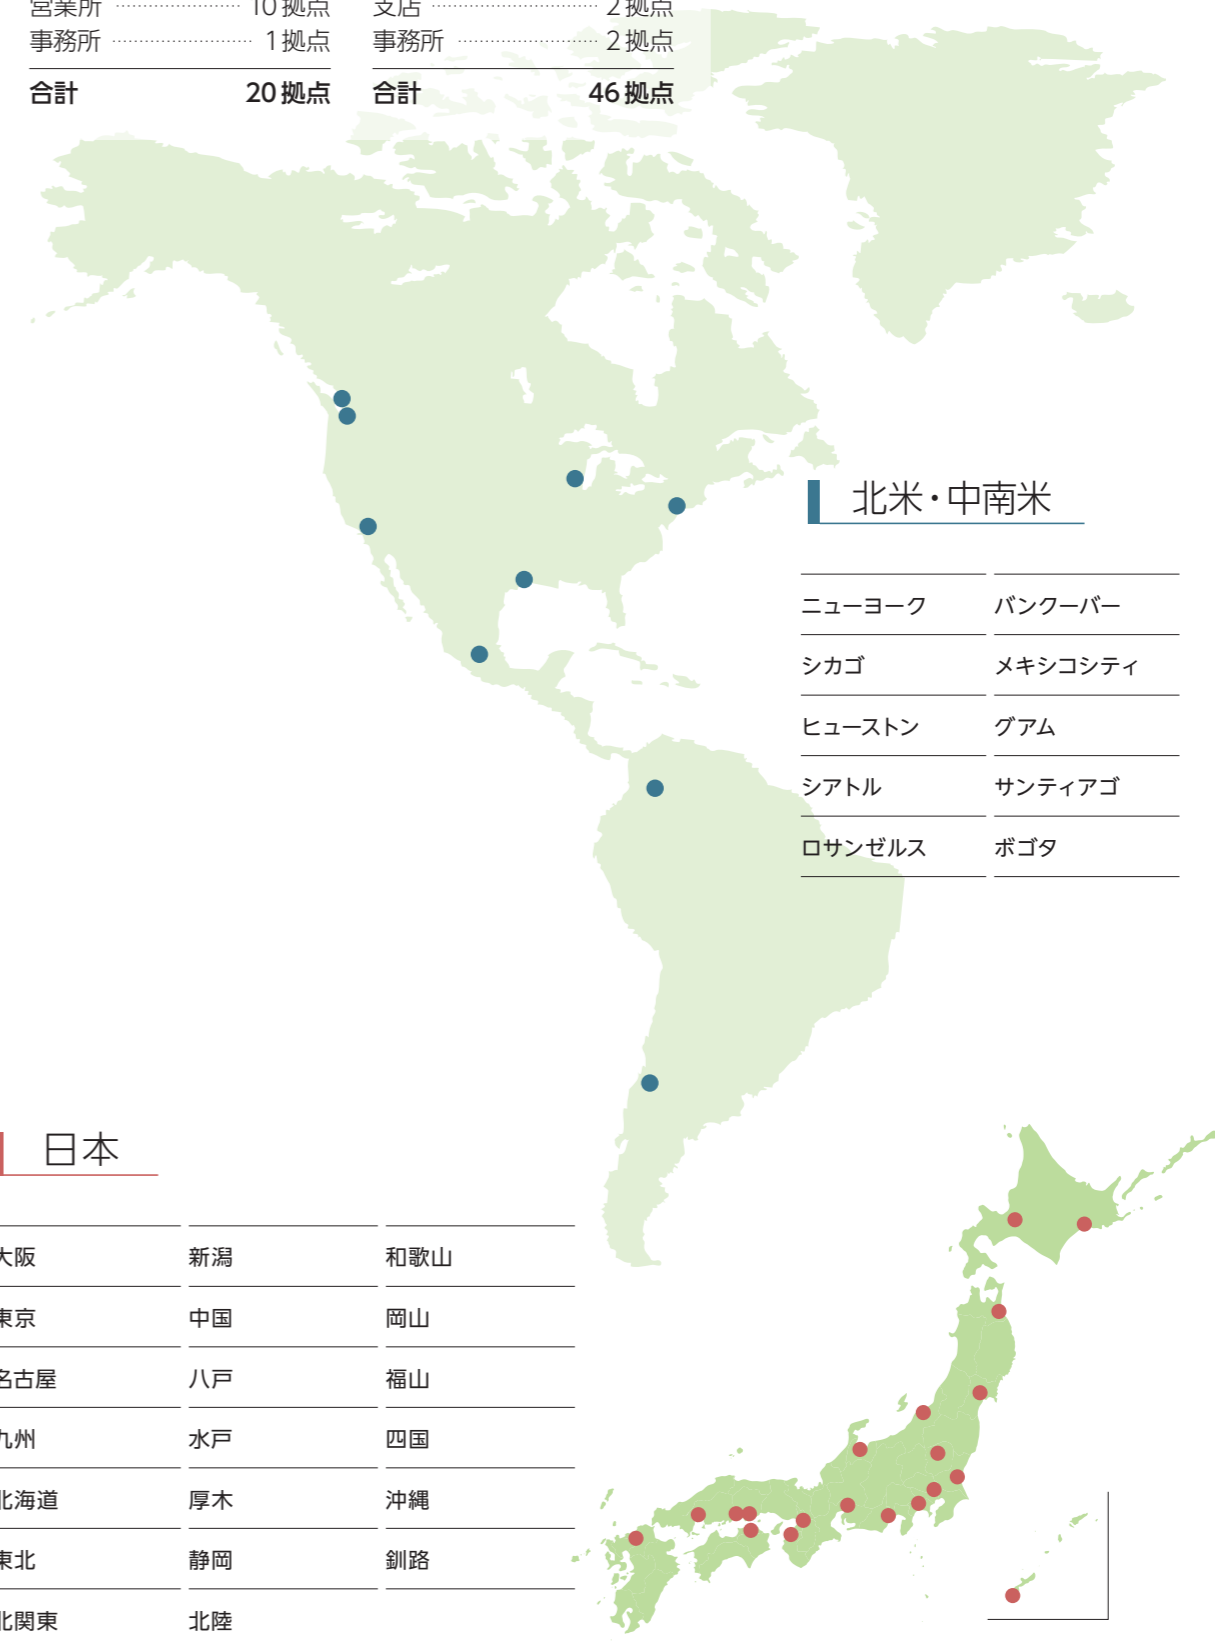 営業所 10拠点
事務所 1拠点
合計 20拠点
支店 2拠点
事務所 2拠点
合計 46拠点
北米・中南米
ニューヨーク バンクーバー
シカゴ メキシコシティ
ヒューストン グアム
シアトル サンティアゴ
ロサンゼルス ボゴタ
日本
大阪 新潟 和歌山
東京 中国 岡山
名古屋 八戸 福山
九州 水戸 四国
北海道 厚木 沖縄
東北 静岡 釧路
北関東 北陸